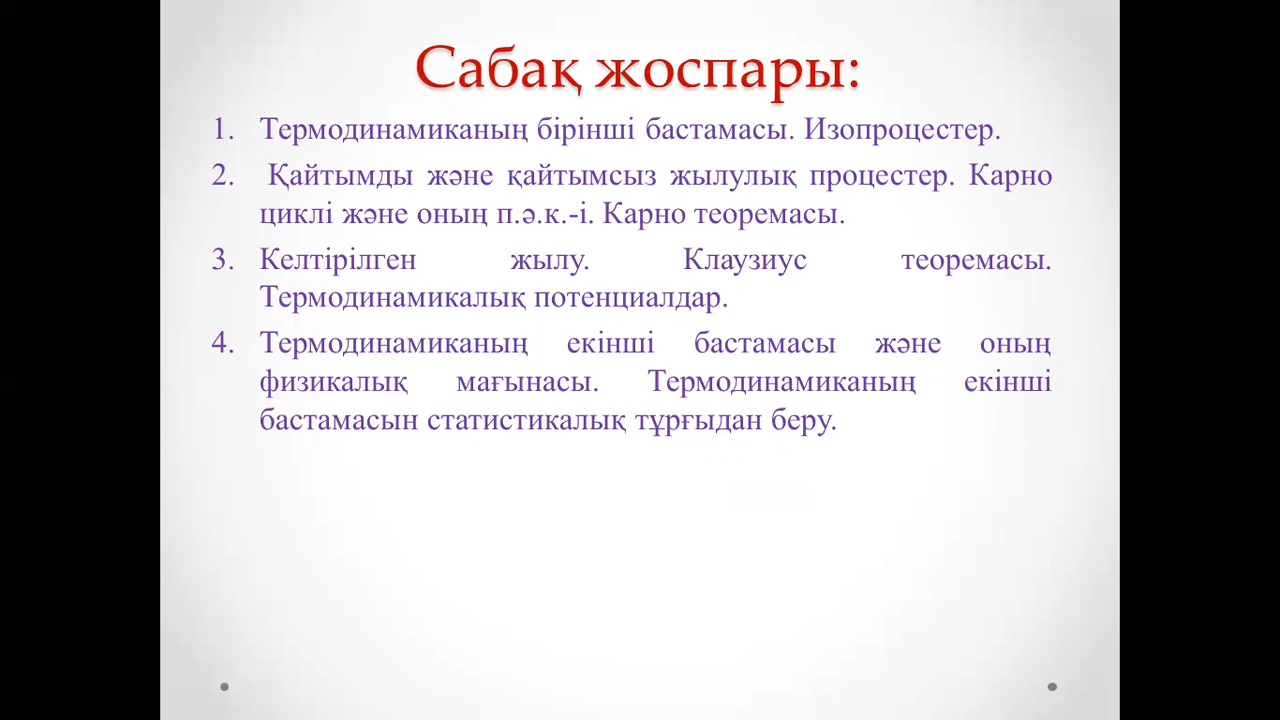 Сабақ жоспары:
1. Термодинамиканың бірінші бастамасы. Изопроцестер.
2. Қайтымды және қайтымсыз жылулық процестер. Карно
циклі және оның п.ә.к.-і. Карно теоремасы.
3. Келтірілген жылу. Клаузиус теоремасы.
Термодинамикалық потенциалдар.
4. Термодинамиканың екінші бастамасы және оның
физикалық мағынасы. Термодинамиканың екінші
бастамасын статистикалық тұрғыдан беру.